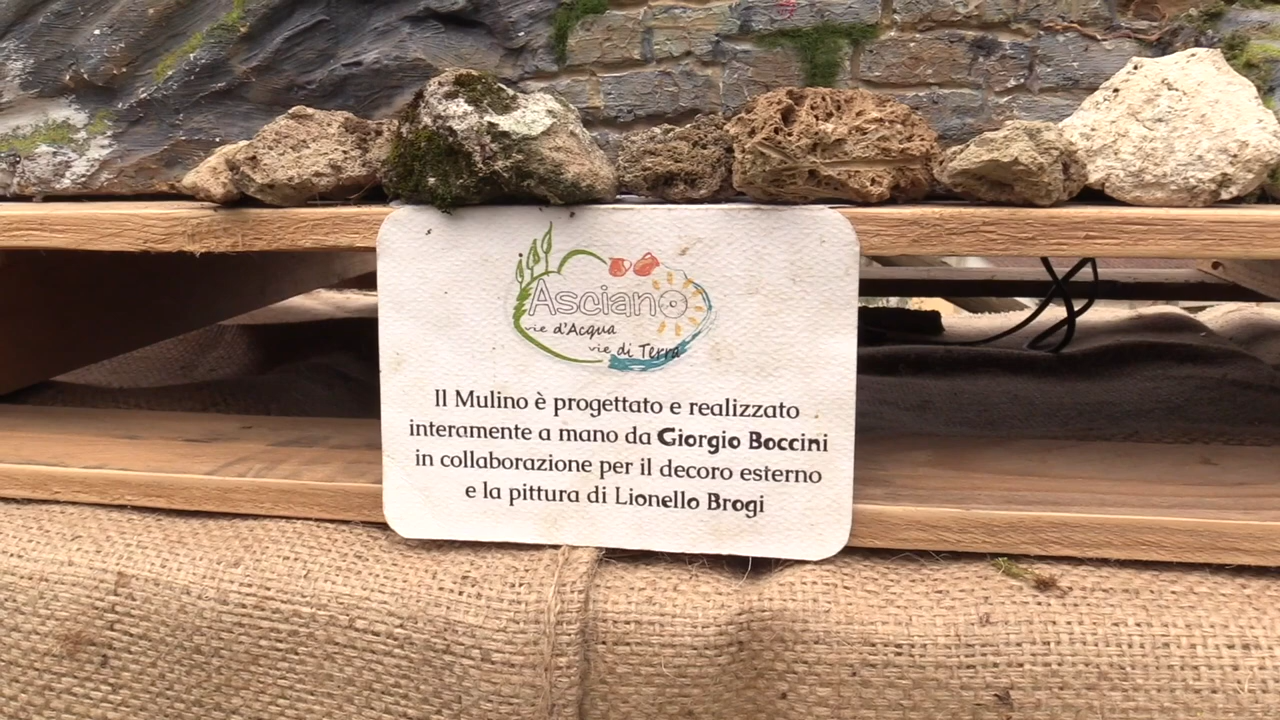 Asciano
vie d'Acqua
vie di Terra
Il Mulino è progettato e realizzato
interamente a mano da Giorgio Boccini
in collaborazione per il decoro esterno
e la pittura di Lionello Brogi